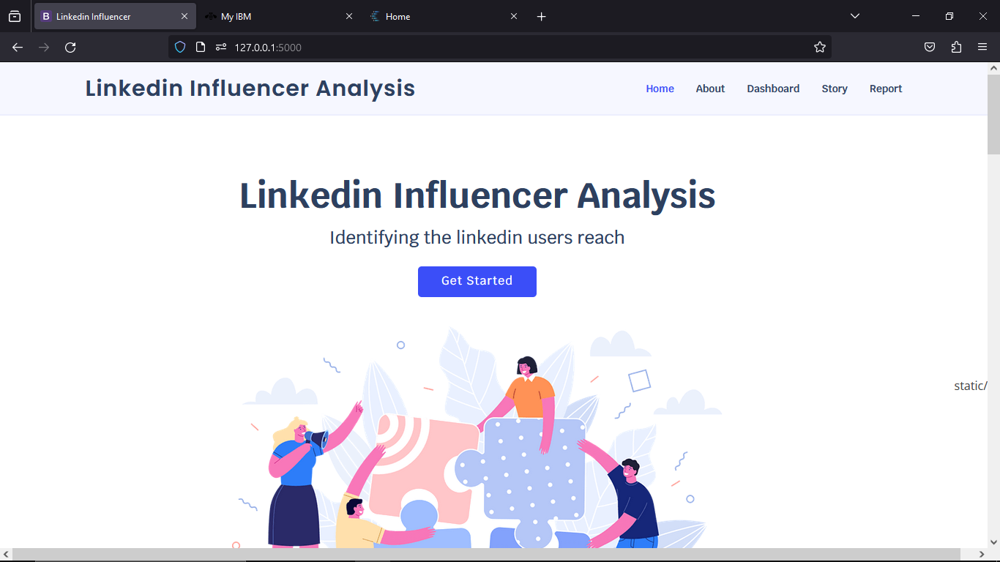 Linkedin Influencer
My IBM
Home
127.0.0.1:5000
Linkedin Influencer Analysis
Home
About
Dashboard
Story
Report
Linkedin Influencer Analysis
Identifying the linkedin users reach
Get Started
static/